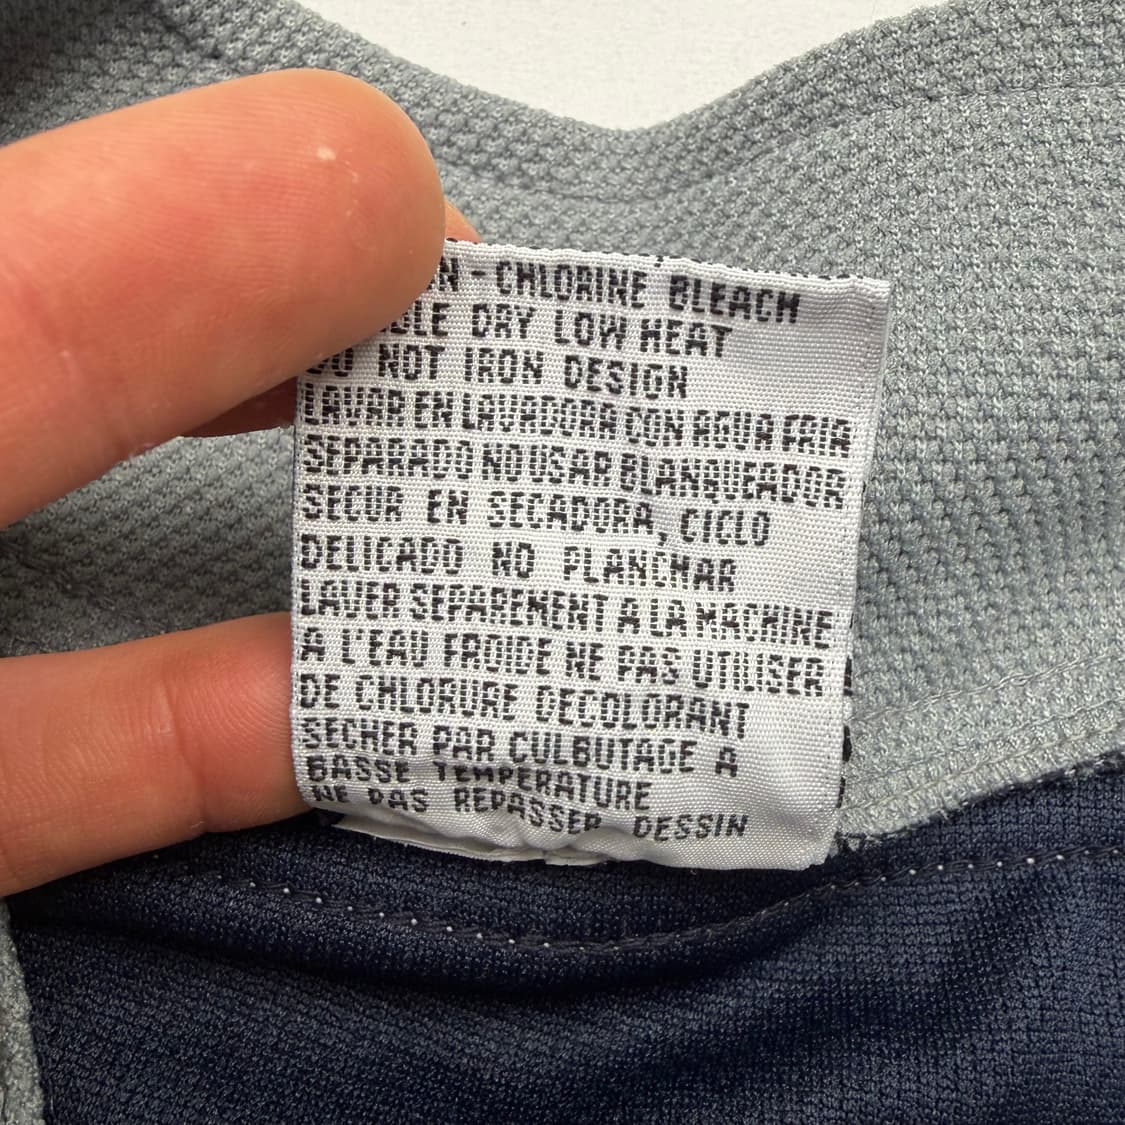 N - CHLORINE BLEACH
BLE DRY LOW HEAT
DO NOT IRON DESIGN
LAVAR EN LAVADORA CON AGUA FRIA
SEPARADO NO USAR BLANQUEADOR
SECUR EN SECADORA, CICLO
DELICADO NO PLANCHAR
LAVER SEPAREMENT A LA MACHINE
A L'EAU FROIDE NE PAS UTILISER
DE CHLORURE DECOLORANT
SECHER PAR CULBUTAGE A
BASSE TEMPERATURE
NE PAS REPASSER DESSIN